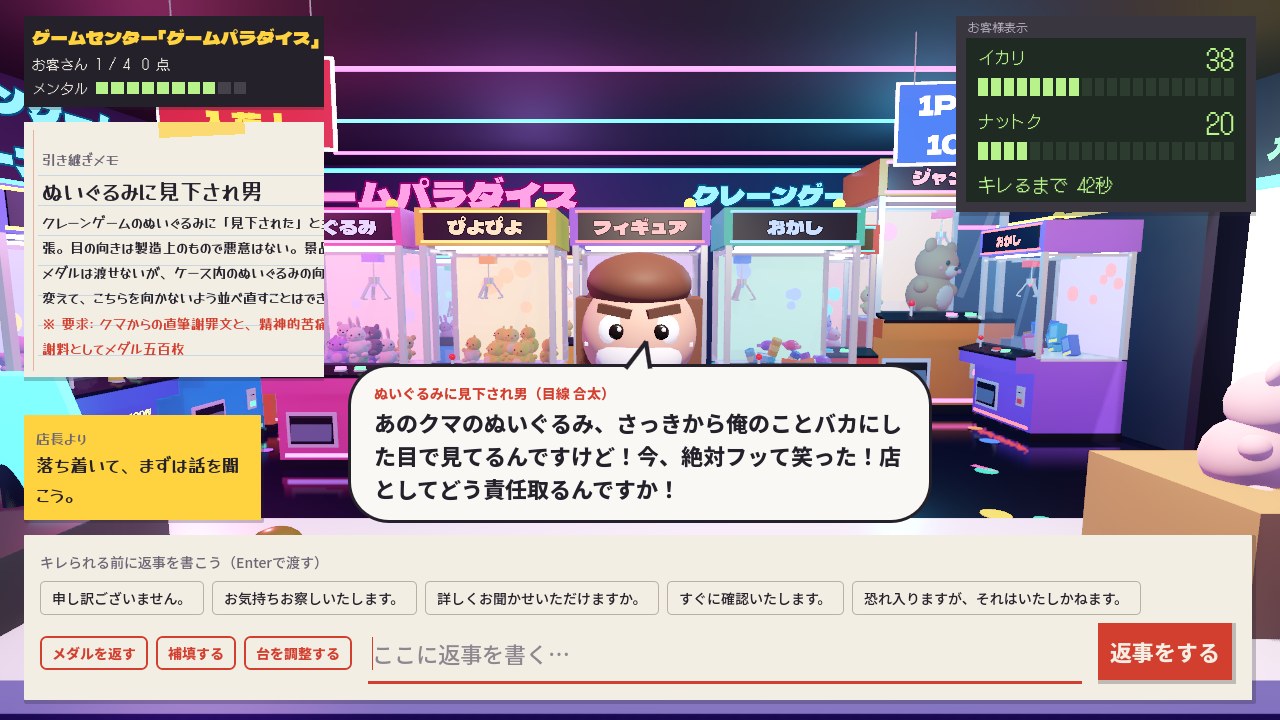 ゲームセンター「ゲームパラダイス」
お客さん 1/4 0点
メンタル
引き継ぎメモ
ぬいぐるみに見下され男
クレーンゲームのぬいぐるみに「見下された」と
張。目の向きは製造上のもので悪意はない。景
メダルは渡せないが、ケース内のぬいぐるみの向
変えて、こちらを向かないよう並べ直すことはでき
※ 要求: クマからの直筆謝罪文と、精神的苦痛
謝料としてメダル五百枚
店長より
落ち着いて、まずは話を聞
こう。
お客様表示
イカリ 38
ナットク 20
キレるまで 42秒
1P
10
ームパラダイス
クレーンゲー
ジャン
ぐるみ
ぴよぴよ
フィギュア
おかし
おかし
ぬいぐるみに見下され男（目線 合太）
あのクマのぬいぐるみ、さっきから俺のことバカにし
た目で見てるんですけど！今、絶対フッて笑った！店
としてどう責任取るんですか！
キレられる前に返事を書こう（Enterで渡す）
申し訳ございません。
お気持ちお察しいたします。
詳しくお聞かせいただけますか。
すぐに確認いたします。
恐れ入りますが、それはいたしかねます。
メダルを返す
補填する
台を調整する
ここに返事を書く…
返事をする